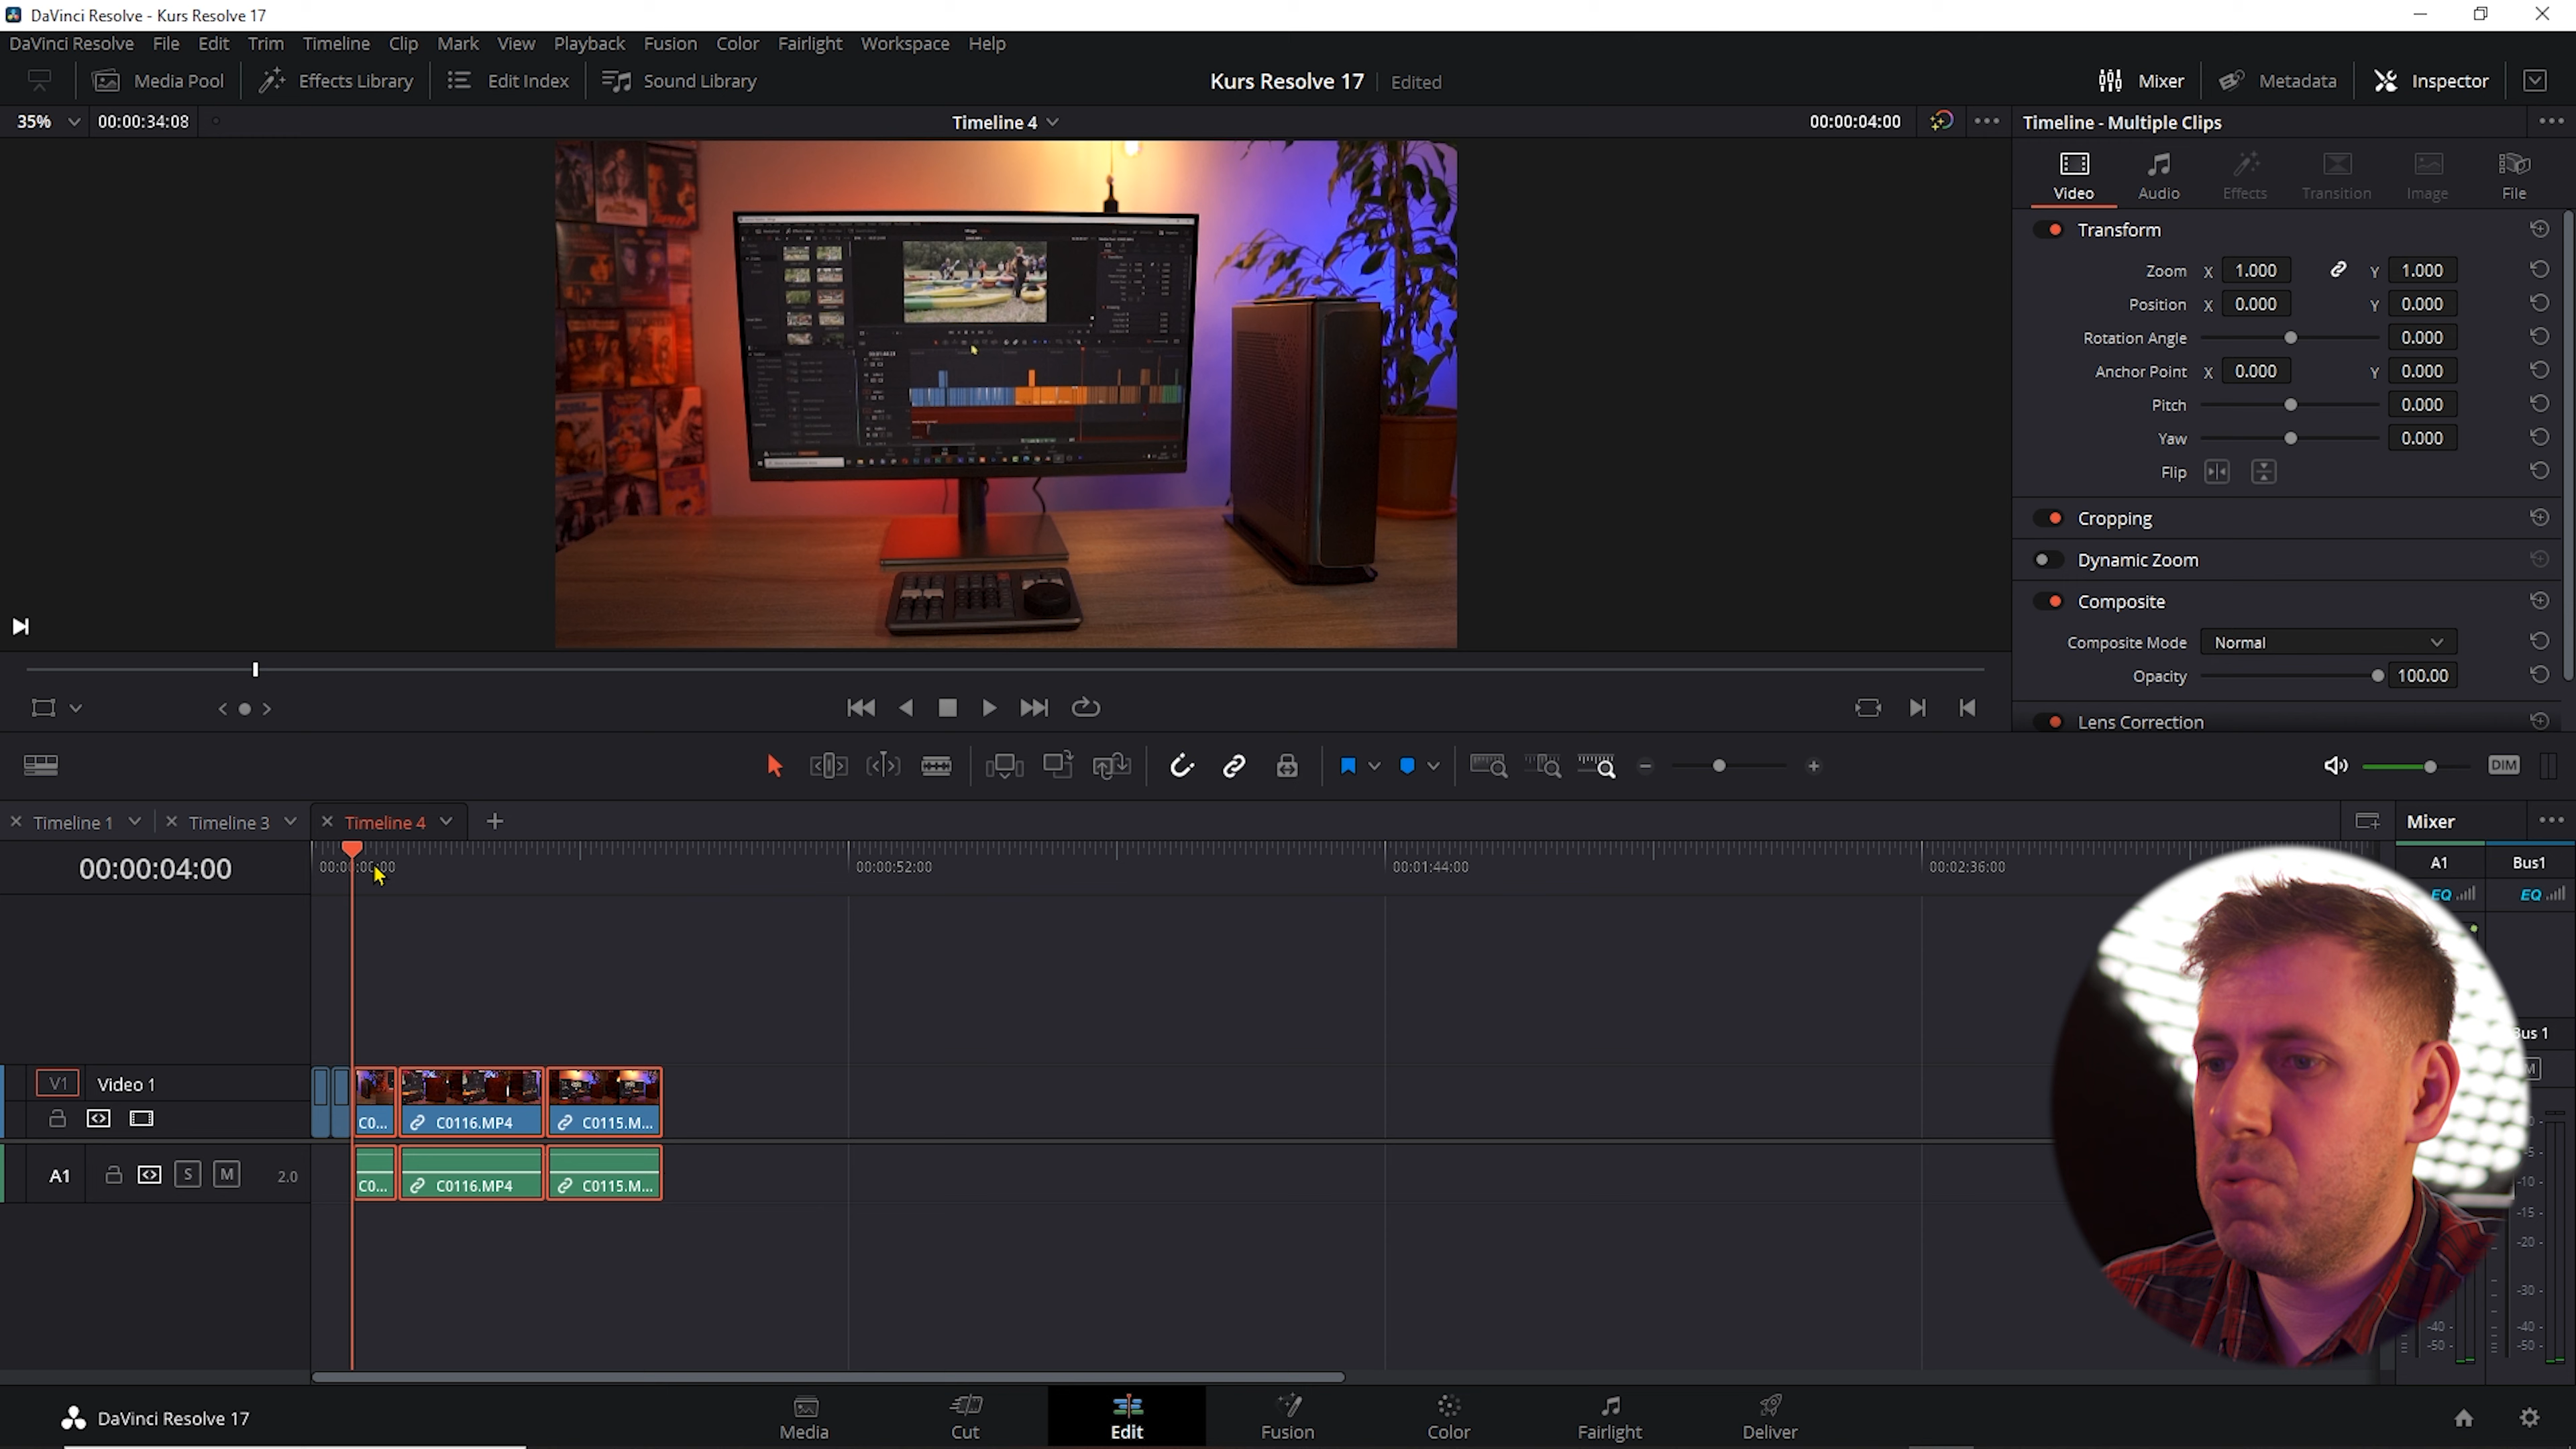 DaVinci Resolve - Kurs Resolve 17
DaVinci Resolve File Edit Trim Timeline Clip Mark View Playback Fusion Color Fairlight Workspace Help
Media Pool Effects Library Edit Index Sound Library Kurs Resolve 17 Edited Mixer Metadata Inspector
35% 00:00:34:08 Timeline 4 00:00:04:00 Timeline - Multiple Clips
Video Audio Effects Transition Image File
Transform
Zoom X 1.000 Y 1.000
Position X 0.000 Y 0.000
Rotation Angle 0.000
Anchor Point X 0.000 Y 0.000
Pitch 0.000
Yaw 0.000
Flip
Cropping
Dynamic Zoom
Composite
Composite Mode Normal
Opacity 100.00
Lens Correction
DIM
Timeline 1 Timeline 3 Timeline 4 Mixer
00:00:04:00 00:00:52:00 00:01:44:00 00:02:36:00 A1 Bus1
EQ EQ
V1 Video 1
C0... C0116.MP4 C0115.M...
A1 S M 2.0
C0... C0116.MP4 C0115.M...
-10
-15
-20
-30
-40 -40
-50 -50
DaVinci Resolve 17 Media Cut Edit Fusion Color Fairlight Deliver